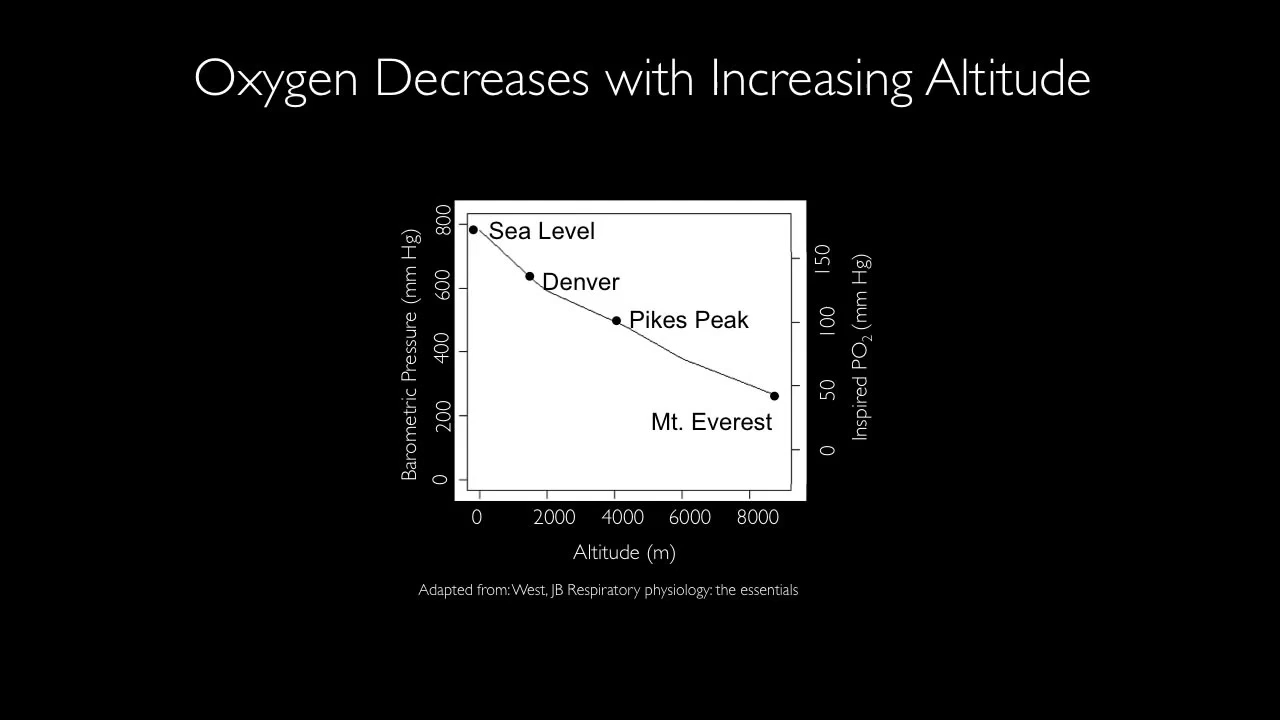 Oxygen Decreases with Increasing Altitude
Barometric Pressure (mm Hg)
800
600
400
200
0
Sea Level
Denver
Pikes Peak
Mt. Everest
150
100
50
0
Inspired PO₂ (mm Hg)
0 2000 4000 6000 8000
Altitude (m)
Adapted from: West, JB Respiratory physiology: the essentials